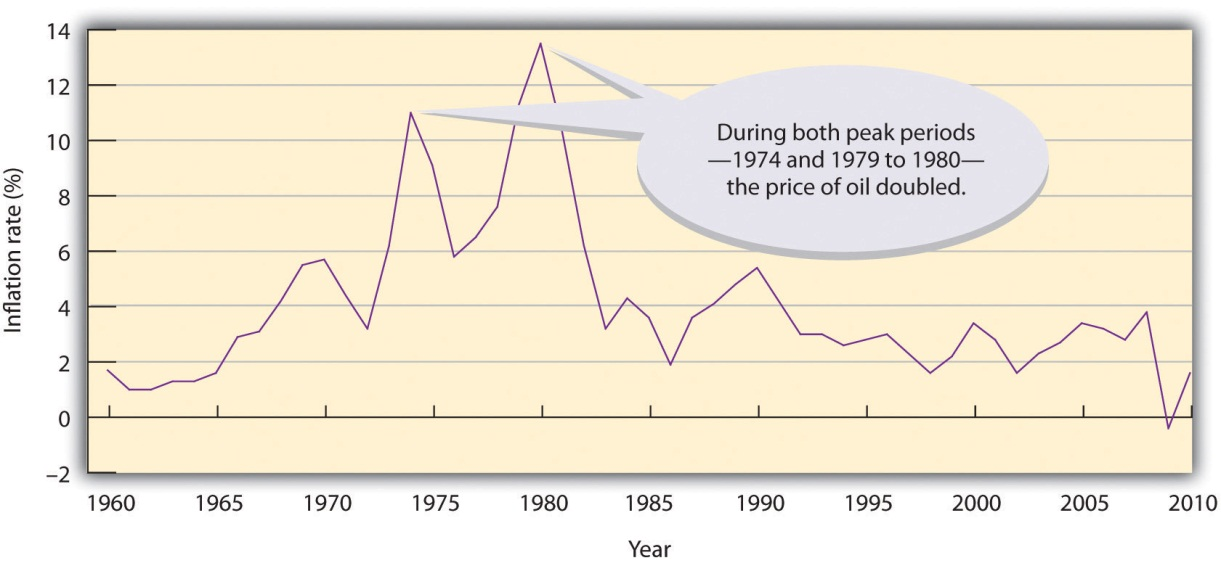 14
12
10
8
6
4
2
0
–2
Inflation rate (%)
During both peak periods
—1974 and 1979 to 1980—
the price of oil doubled.
1960 1965 1970 1975 1980 1985 1990 1995 2000 2005 2010
Year